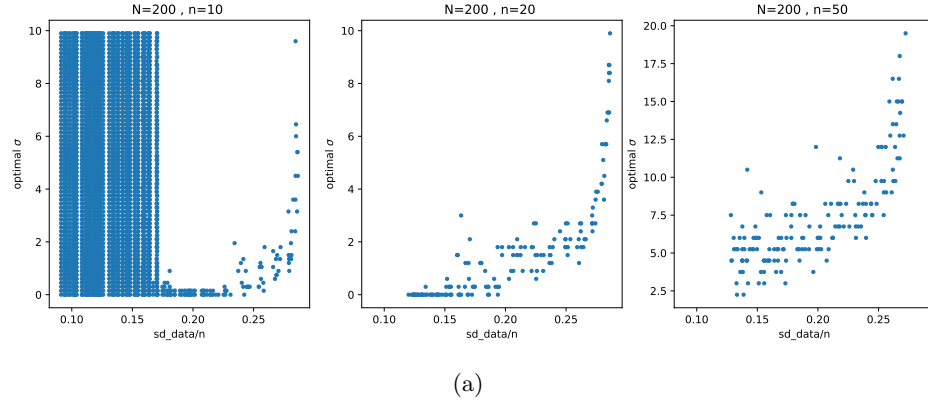 N=200 , n=10
N=200 , n=20
N=200 , n=50
optimal σ
10
8
6
4
2
0
0.10 0.15 0.20 0.25
sd_data/n
optimal σ
10
8
6
4
2
0
0.10 0.15 0.20 0.25
sd_data/n
optimal σ
20.0
17.5
15.0
12.5
10.0
7.5
5.0
2.5
0.10 0.15 0.20 0.25
sd_data/n
(a)